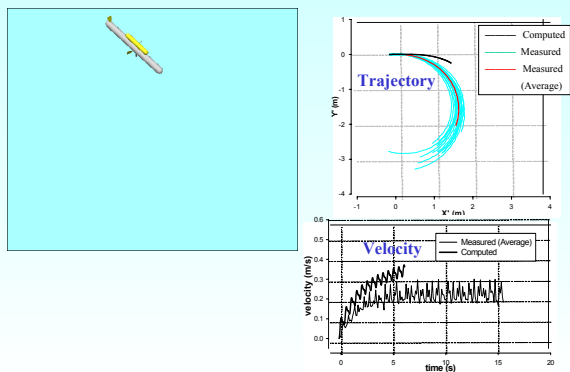 1
0
-1
-2
-3
-4
Y' (m)
Trajectory
Computed
Measured
Measured
(Average)
-1 0 1 2 3 4
X' (m)
0.6
0.5
0.4
0.3
0.2
0.1
0.0
velocity (m/s)
Velocity
Measured (Average)
Computed
0 5 10 15 20
time (s)